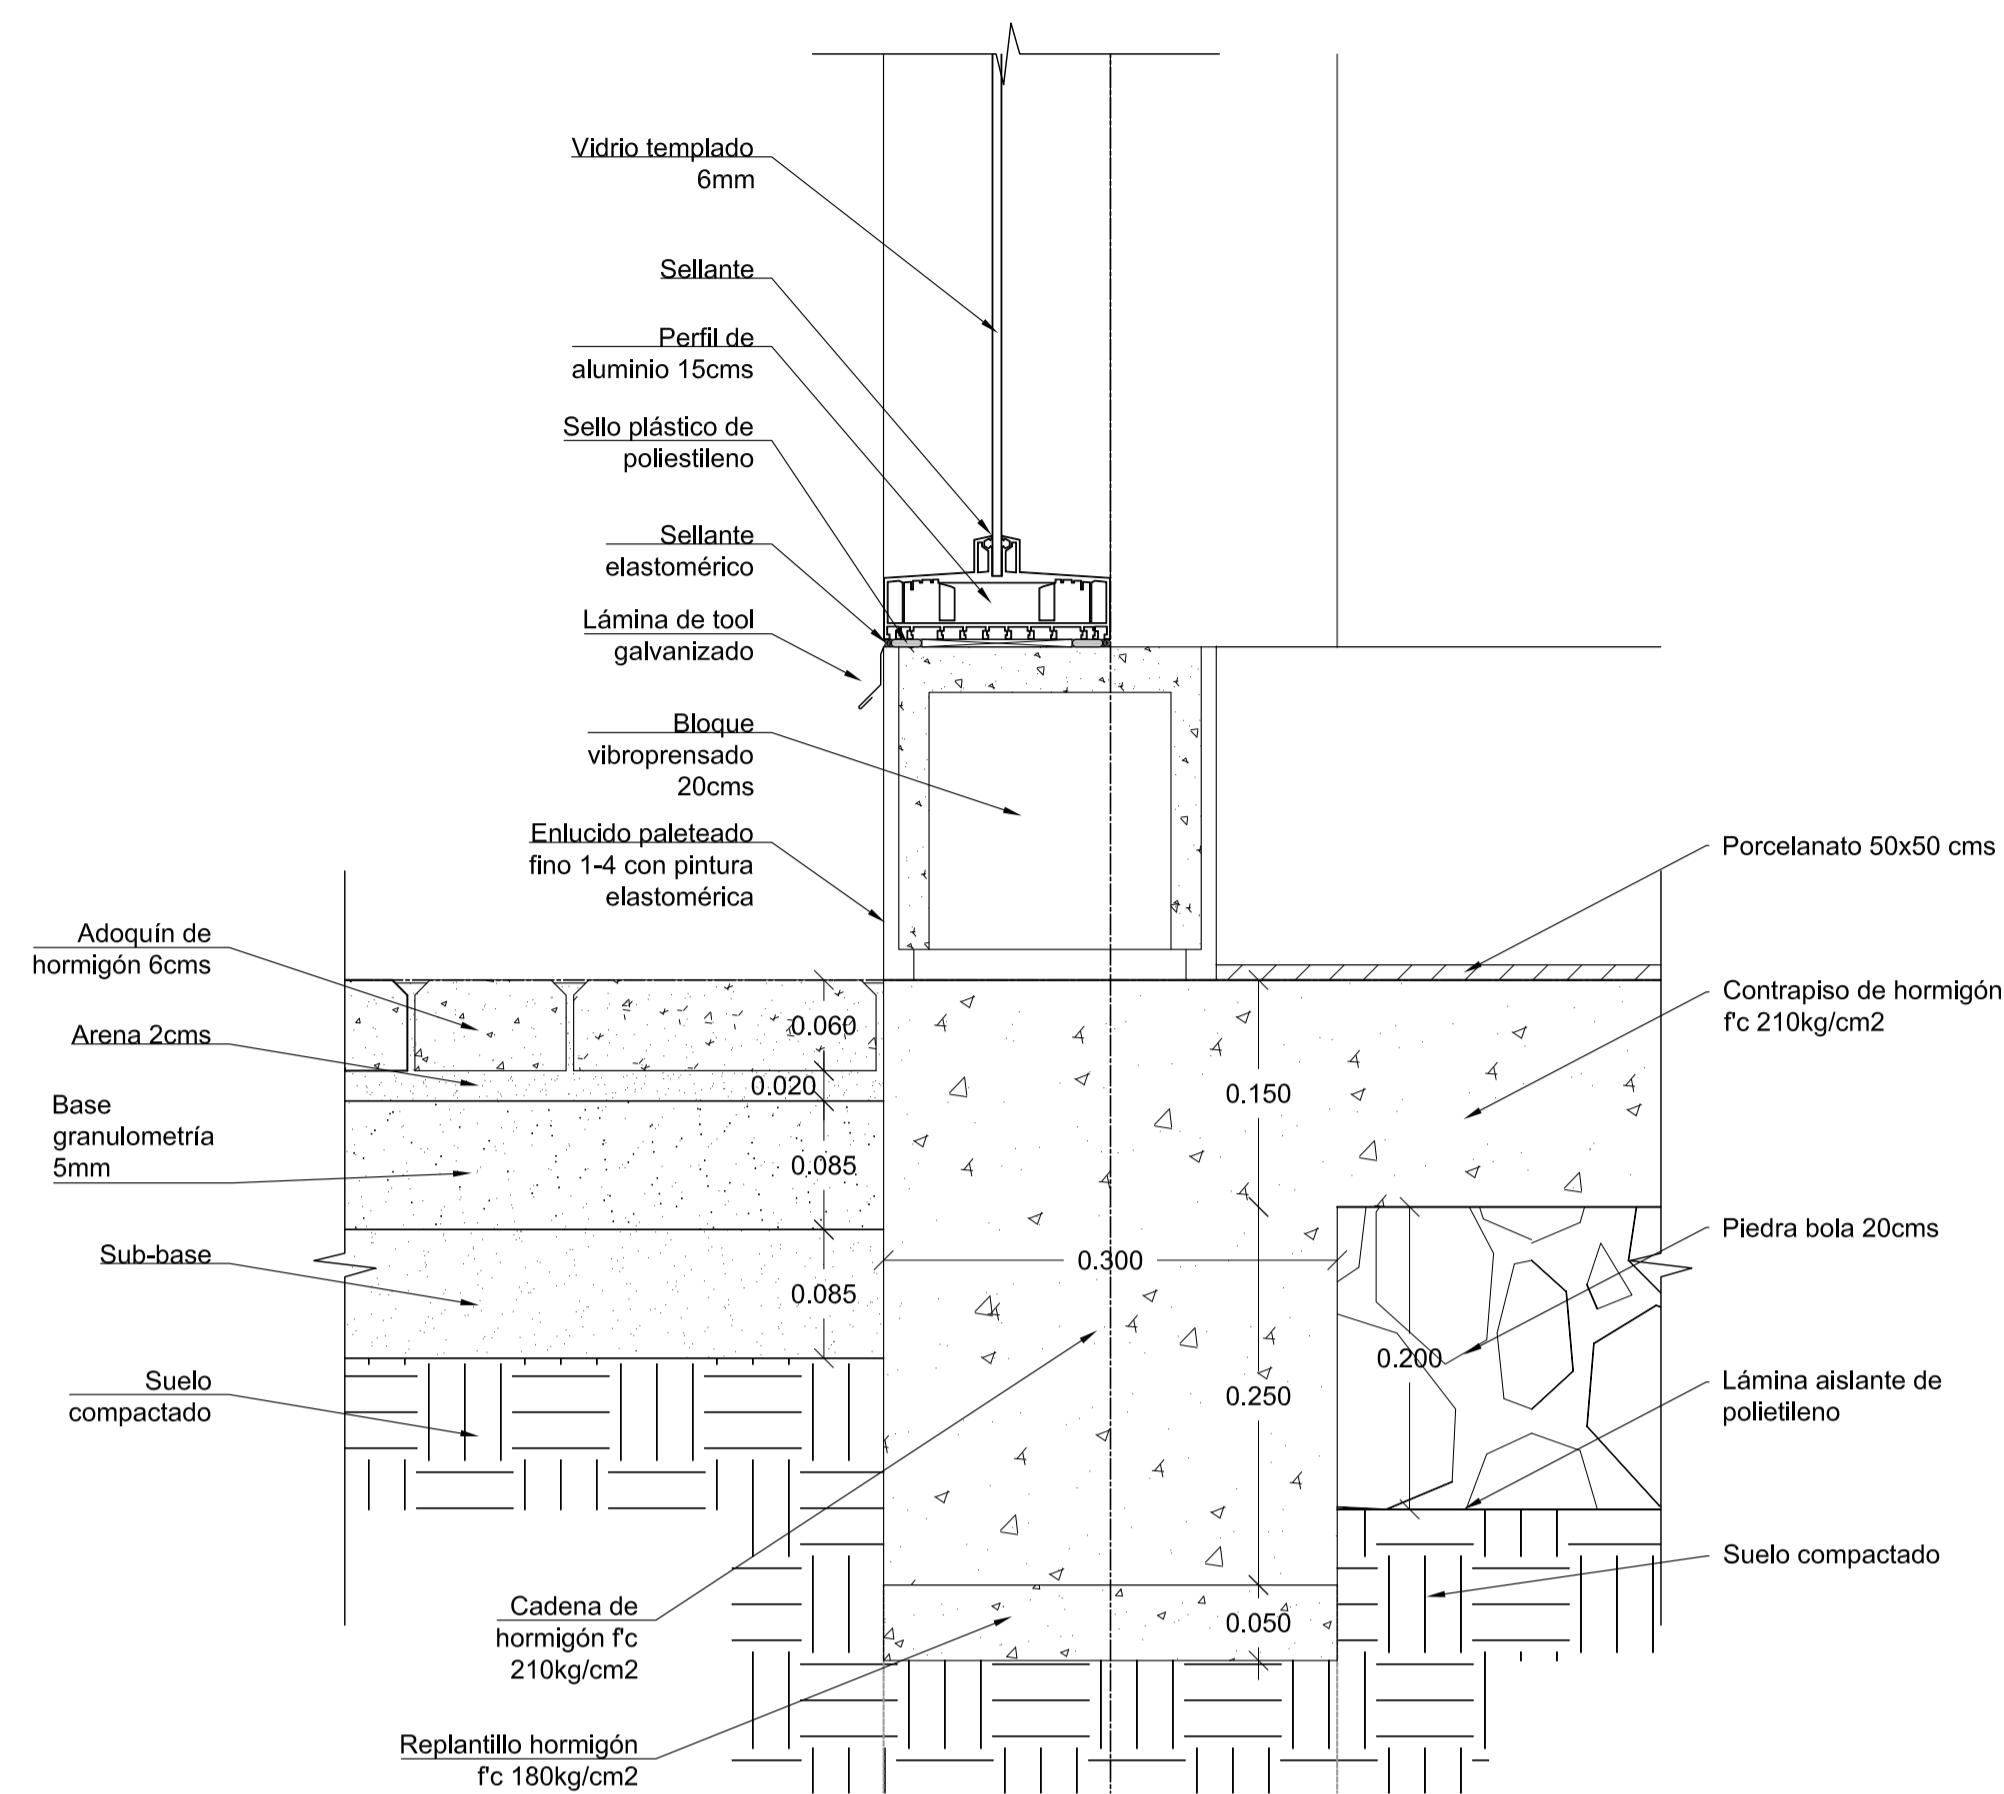 Vidrio templado
6mm
Sellante
Perfil de
aluminio 15cms
Sello plástico de
poliestileno
Sellante
elastomérico
Lámina de tool
galvanizado
Bloque
vibroprensado
20cms
Enlucido paleteado
fino 1-4 con pintura
elastomérica
Adoquín de
hormigón 6cms
Arena 2cms
Base
granulometría
5mm
Sub-base
Suelo
compactado
Cadena de
hormigón f'c
210kg/cm2
Replantillo hormigón
f'c 180kg/cm2
0.060
0.020
0.085
0.085
0.150
0.300
0.250
0.050
0.200
Porcelanato 50x50 cms
Contrapiso de hormigón
f'c 210kg/cm2
Piedra bola 20cms
Lámina aislante de
polietileno
Suelo compactado